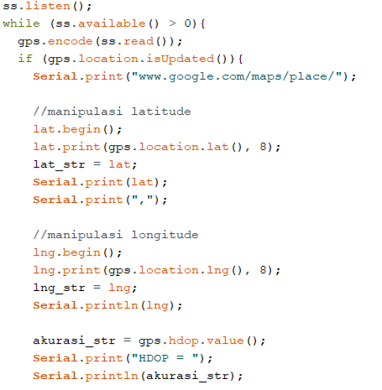 ss.listen();
while (ss.available() > 0){
  gps.encode(ss.read());
  if (gps.location.isUpdated()){
    Serial.print("www.google.com/maps/place/");

    //manipulasi latitude
    lat.begin();
    lat.print(gps.location.lat(), 8);
    lat_str = lat;
    Serial.print(lat);
    Serial.print(",");

    //manipulasi longitude
    lng.begin();
    lng.print(gps.location.lng(), 8);
    lng_str = lng;
    Serial.println(lng);

    akurasi_str = gps.hdop.value();
    Serial.print("HDOP = ");
    Serial.println(akurasi_str);